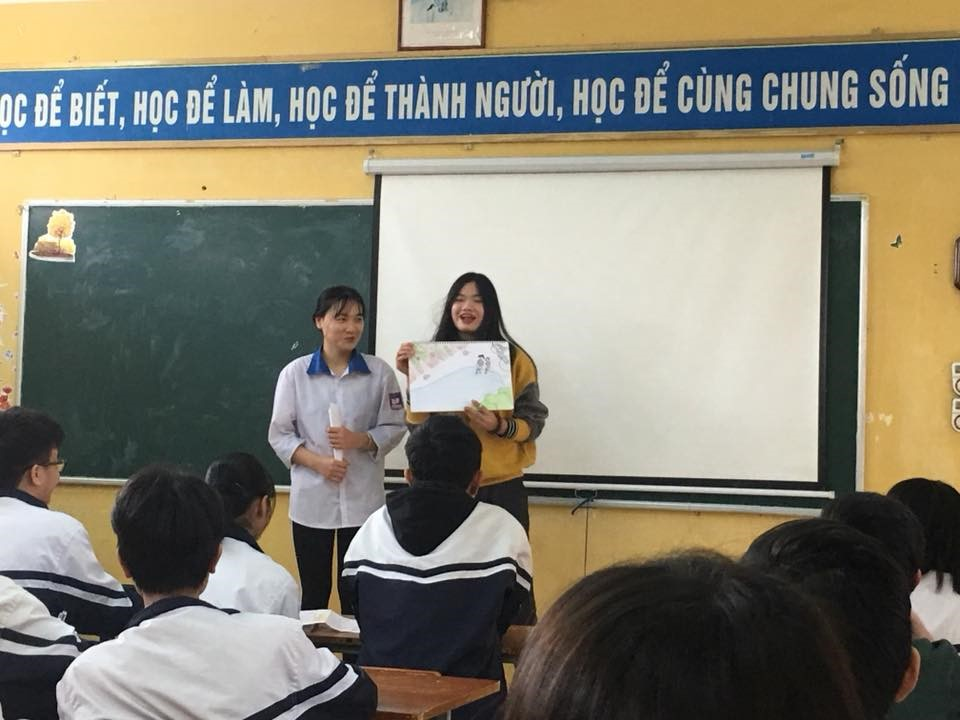 ỌC ĐỂ BIẾT, HỌC ĐỂ LÀM, HỌC ĐỂ THÀNH NGƯỜI, HỌC ĐỂ CÙNG CHUNG SỐNG